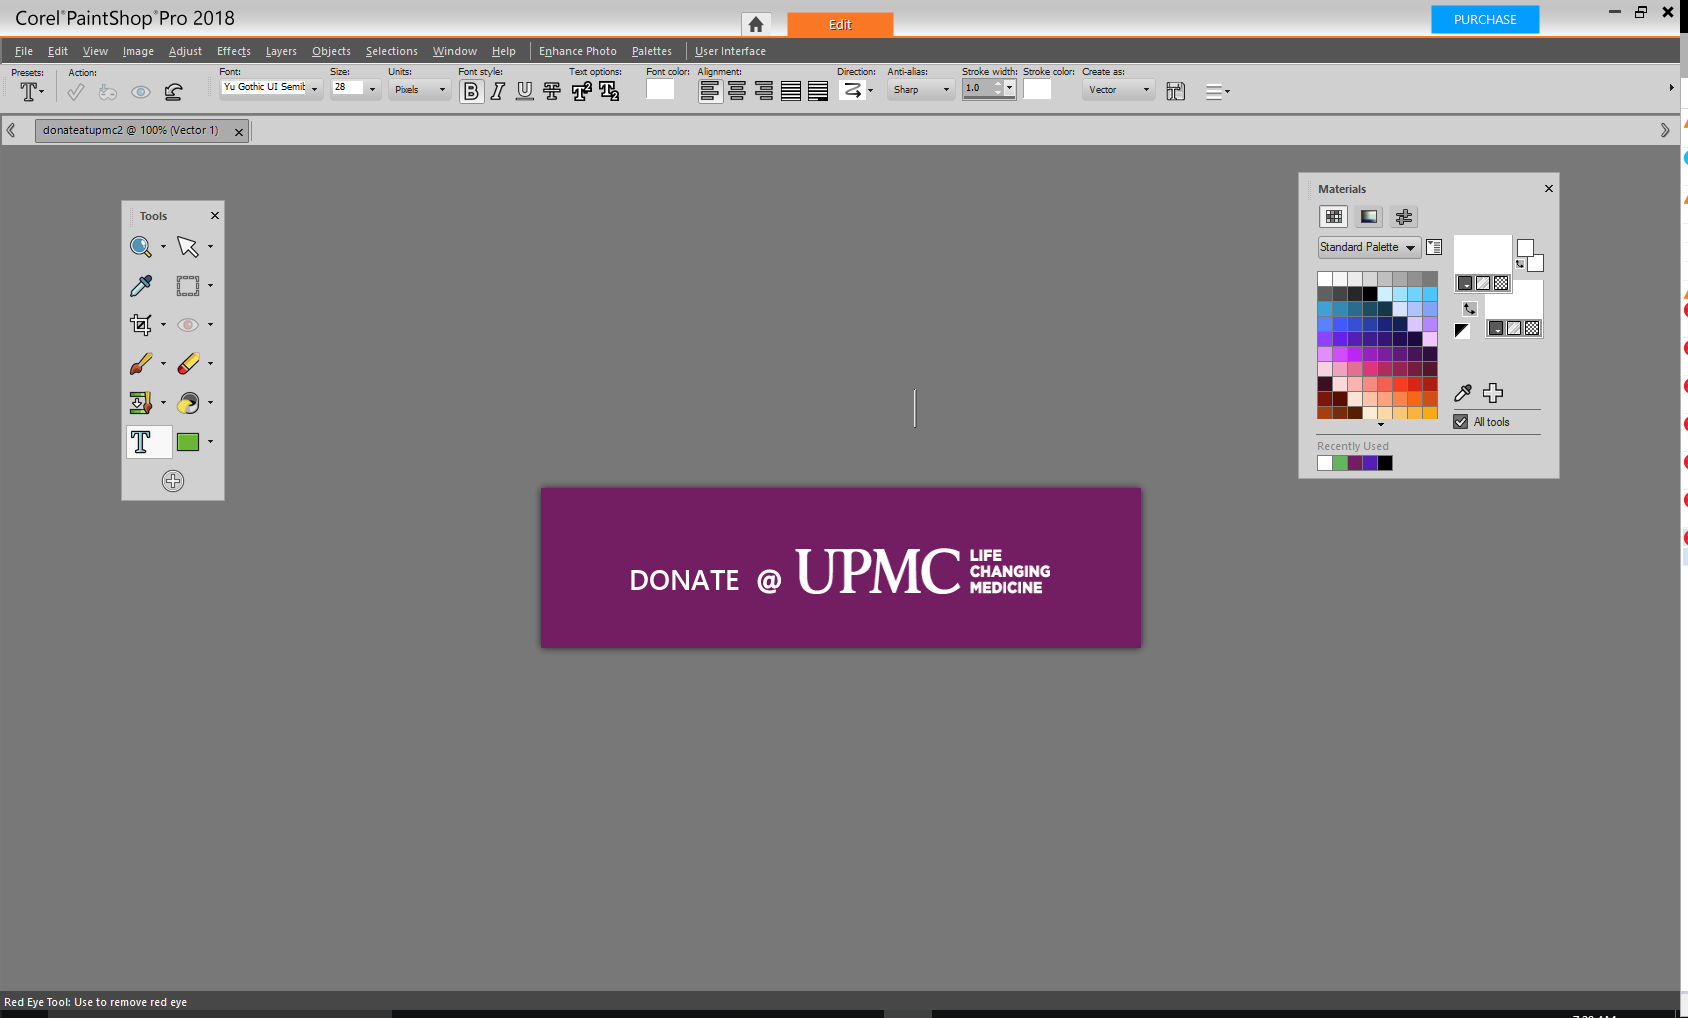 Corel®PaintShop®Pro 2018
Edit
PURCHASE
File Edit View Image Adjust Effects Layers Objects Selections Window Help Enhance Photo Palettes User Interface
Presets: Action: Font: Size: Units: Font style: Text options: Font color: Alignment: Direction: Anti-alias: Stroke width: Stroke color: Create as:
Yu Gothic UI Semit 28 Pixels Sharp 1.0 Vector
donateatupmc2 @ 100% (Vector 1)
Tools
Materials
Standard Palette
All tools
Recently Used
DONATE @ UPMC LIFE
CHANGING
MEDICINE
Red Eye Tool: Use to remove red eye